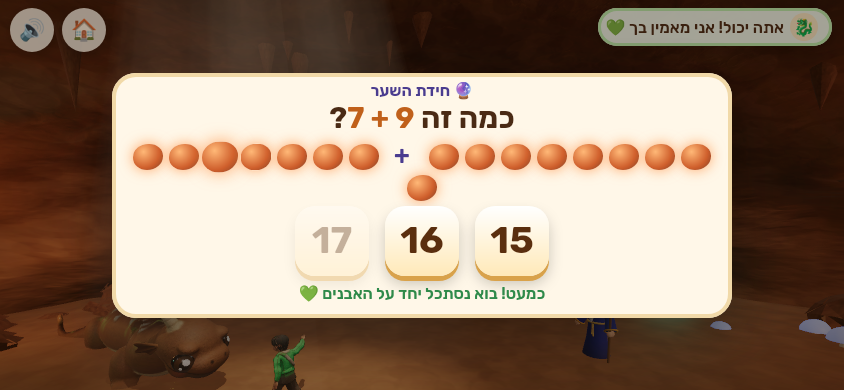 אתה יכול! אני מאמין בך 💚
🔮 חידת השער
כמה זה 9 + 7?
+
15 16 17
כמעט! בוא נסתכל יחד על האבנים 💚